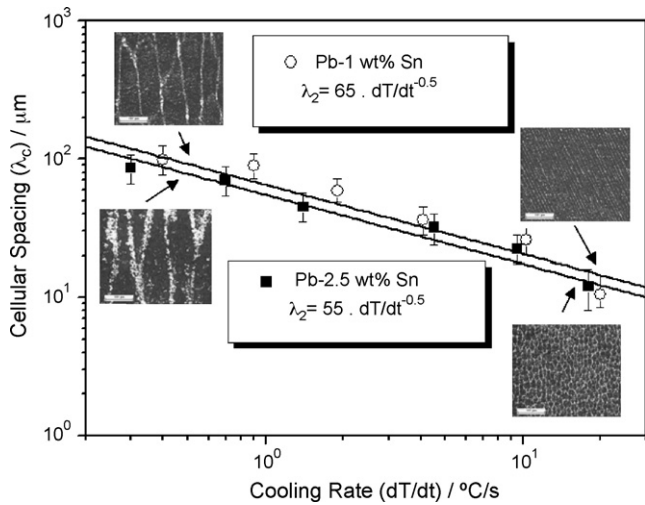 10³
10²
10¹
10⁰
Cellular Spacing (λc) / μm
Pb-1 wt% Sn
λ₂= 65 . dT/dt⁻⁰·⁵
Pb-2.5 wt% Sn
λ₂= 55 . dT/dt⁻⁰·⁵
10⁰ 10¹
Cooling Rate (dT/dt) / ºC/s